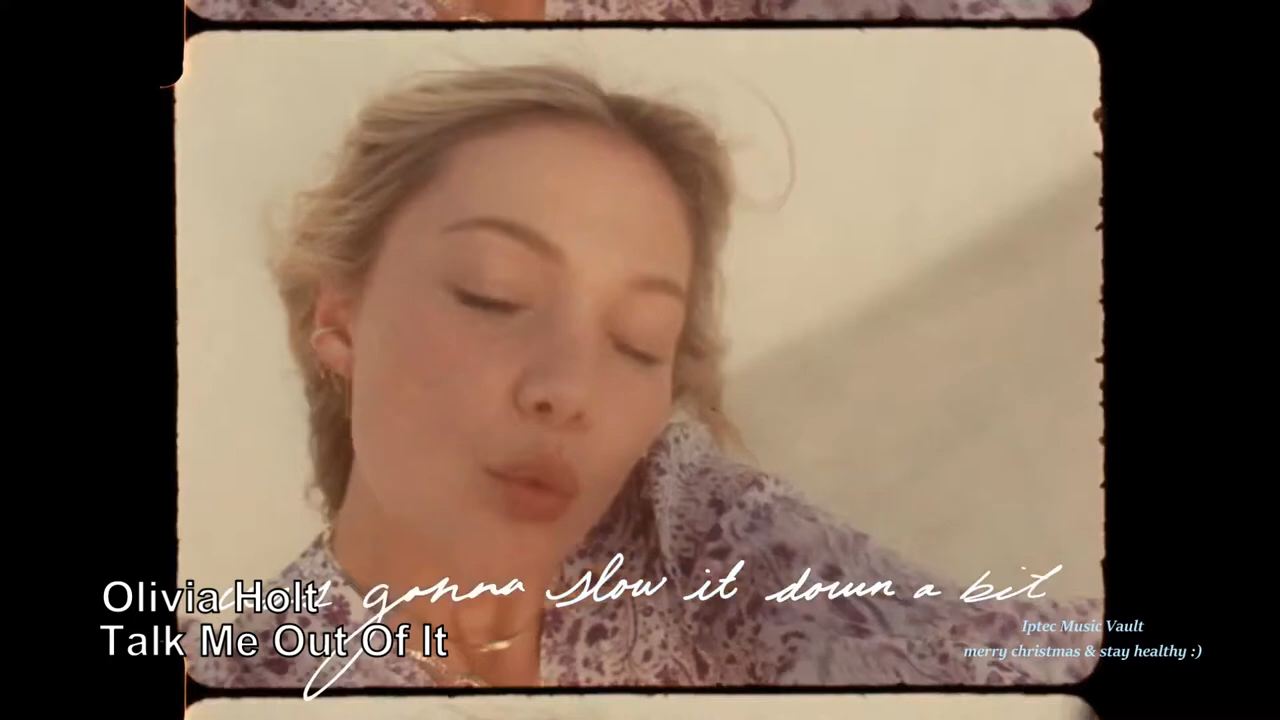 gonna slow it down a bit
Olivia Holt
Talk Me Out Of It
Iptec Music Vault
merry christmas & stay healthy :)